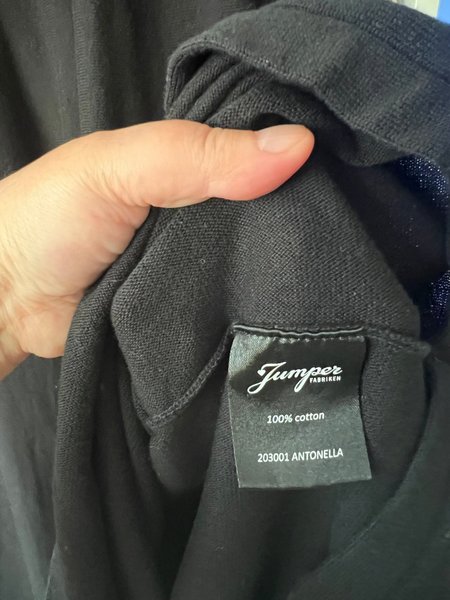 Jumper
FABRIKEN
100% cotton
203001 ANTONELLA